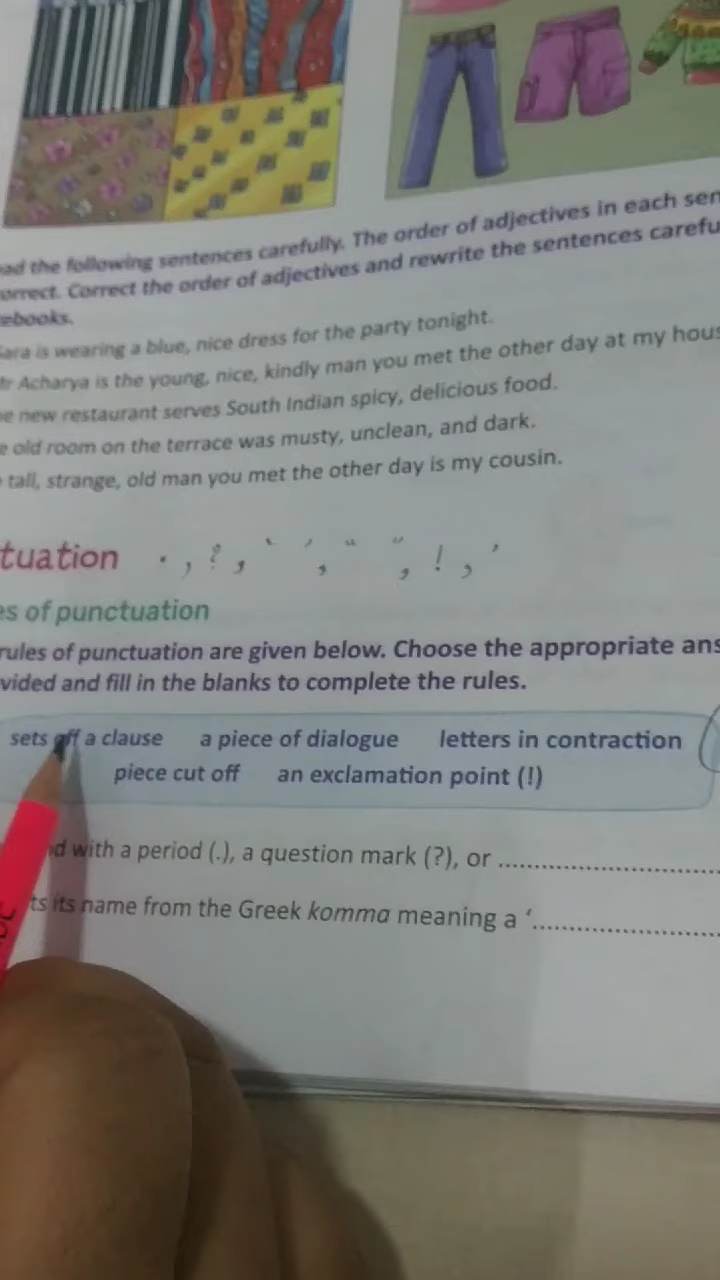 ad the following sentences carefully. The order of adjectives in each sen
orrect. Correct the order of adjectives and rewrite the sentences carefu
ebooks.
ara is wearing a blue, nice dress for the party tonight.
r Acharya is the young, nice, kindly man you met the other day at my hous
e new restaurant serves South Indian spicy, delicious food.
e old room on the terrace was musty, unclean, and dark.
tall, strange, old man you met the other day is my cousin.
tuation . , ? , ‘ ’ , “ ” , ! , ’
es of punctuation
rules of punctuation are given below. Choose the appropriate ans
vided and fill in the blanks to complete the rules.
sets off a clause a piece of dialogue letters in contraction
piece cut off an exclamation point (!)
d with a period (.), a question mark (?), or ........................
ts its name from the Greek komma meaning a ‘........................